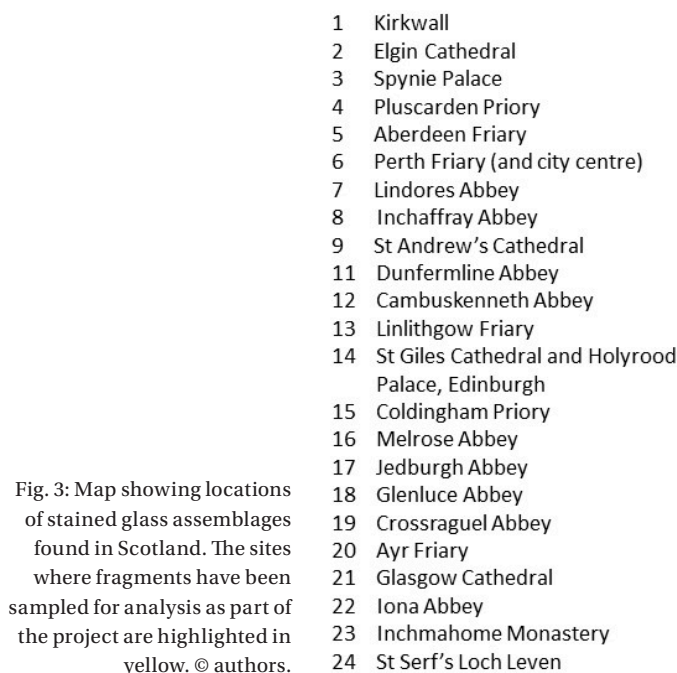 1 Kirkwall
2 Elgin Cathedral
3 Spynie Palace
4 Pluscarden Priory
5 Aberdeen Friary
6 Perth Friary (and city centre)
7 Lindores Abbey
8 Inchaffray Abbey
9 St Andrew's Cathedral
11 Dunfermline Abbey
12 Cambuskenneth Abbey
13 Linlithgow Friary
14 St Giles Cathedral and Holyrood
Palace, Edinburgh
15 Coldingham Priory
16 Melrose Abbey
17 Jedburgh Abbey
18 Glenluce Abbey
19 Crossraguel Abbey
20 Ayr Friary
21 Glasgow Cathedral
22 Iona Abbey
23 Inchmahome Monastery
24 St Serf's Loch Leven
Fig. 3: Map showing locations
of stained glass assemblages
found in Scotland. The sites
where fragments have been
sampled for analysis as part of
the project are highlighted in
yellow. © authors.